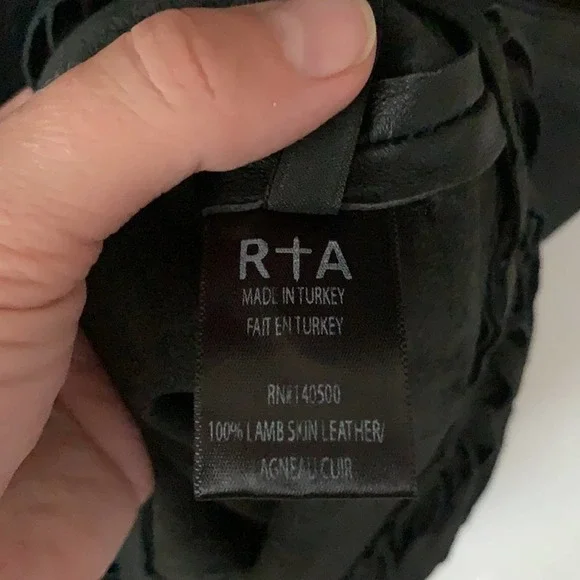 R†A
MADE IN TURKEY
FAIT EN TURKEY
RN#140500
100% LAMB SKIN LEATHER/
AGNEAU CUIR